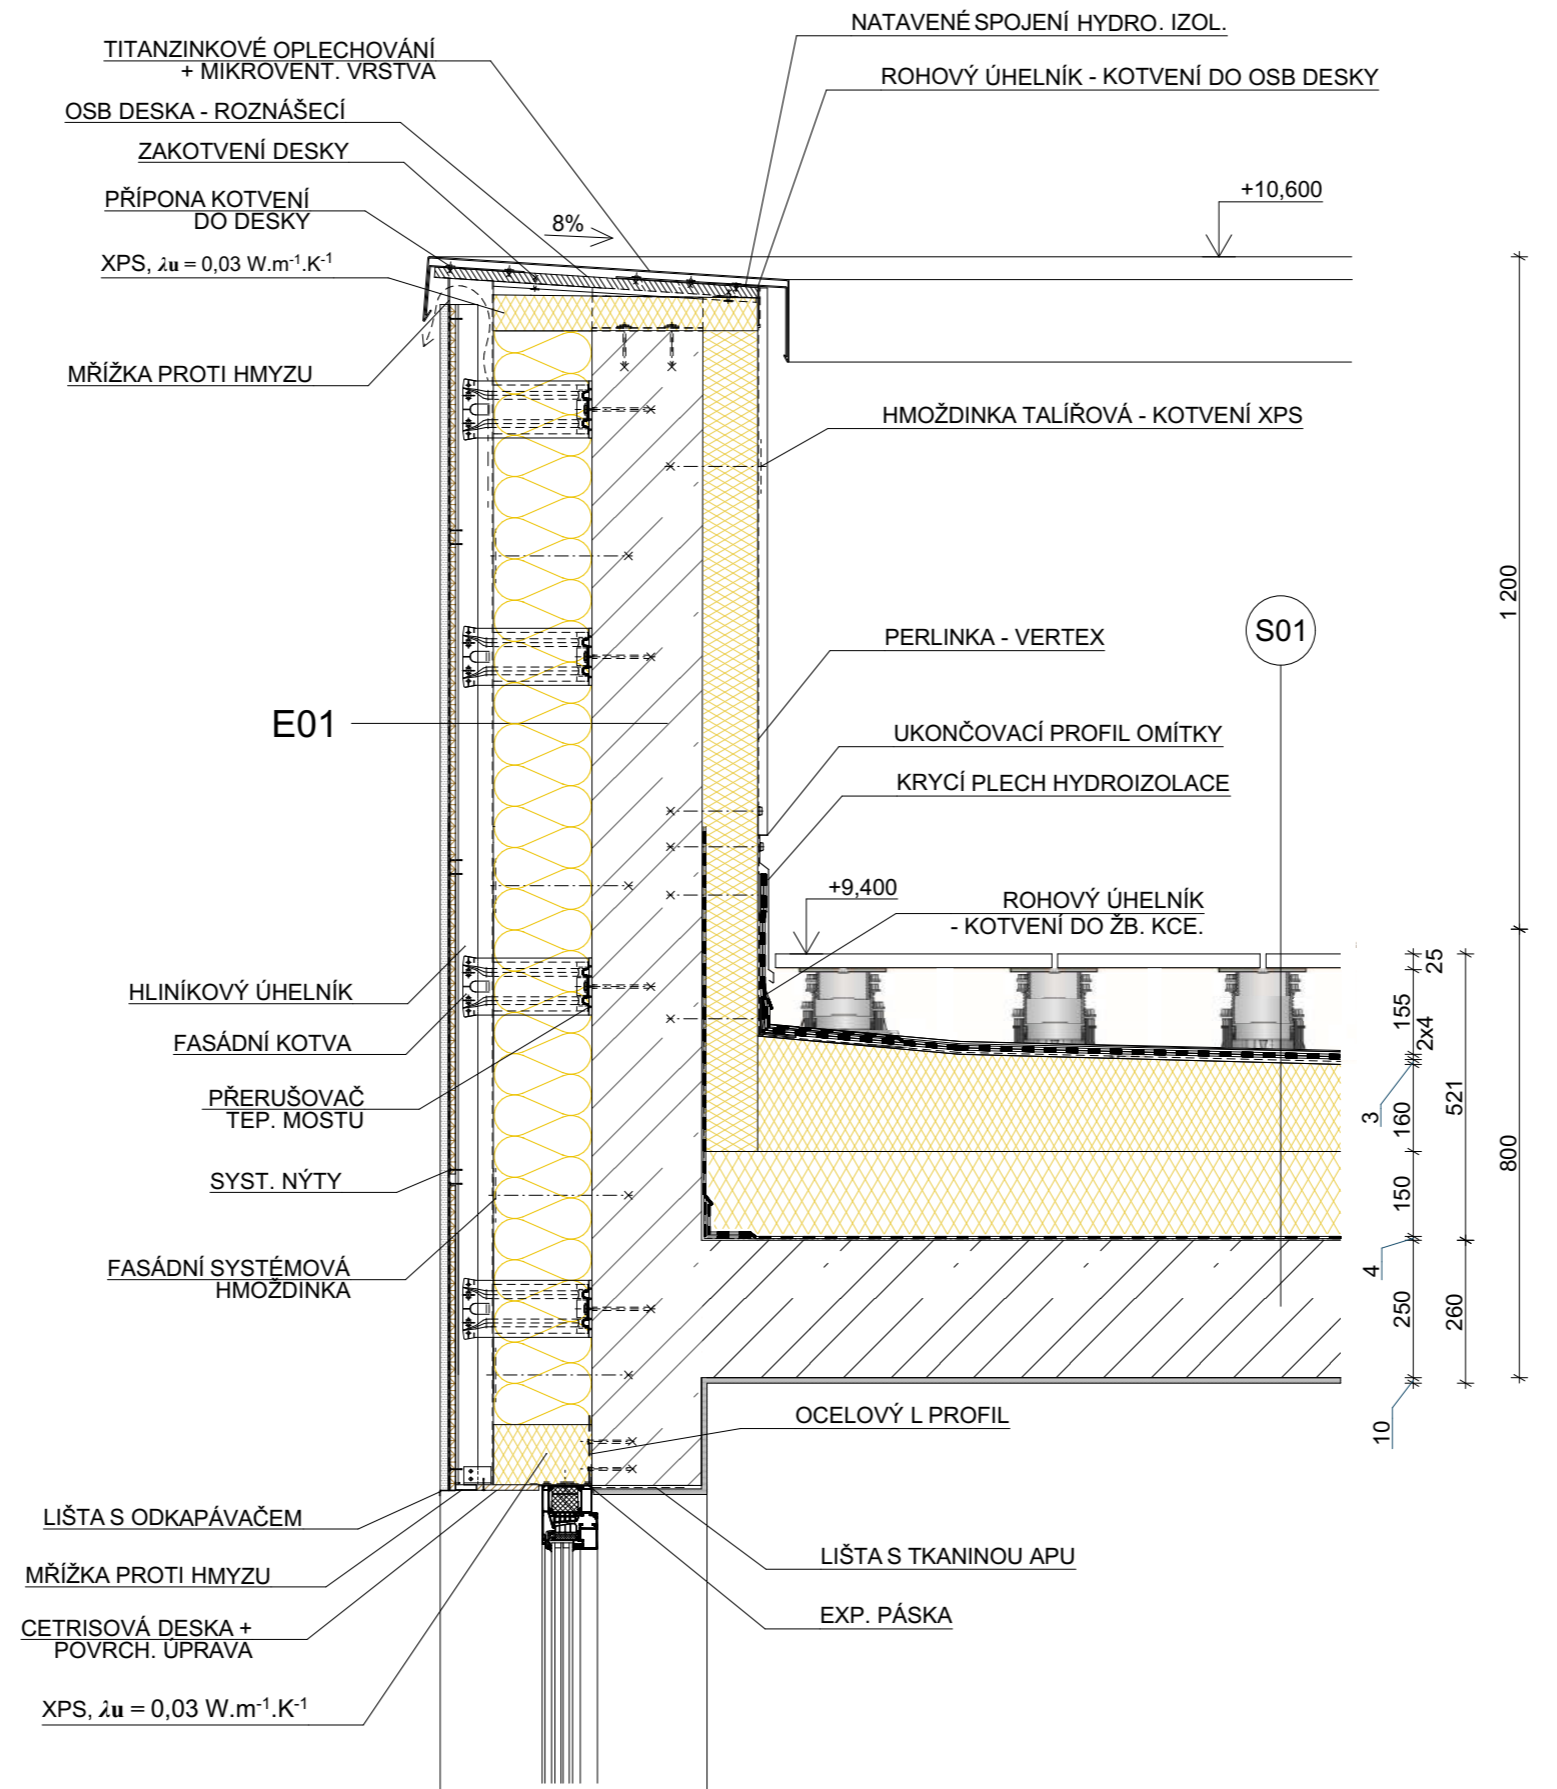 NATAVENÉ SPOJENÍ HYDRO. IZOL.
TITANZINKOVÉ OPLECHOVÁNÍ
+ MIKROVENT. VRSTVA
ROHOVÝ ÚHELNÍK - KOTVENÍ DO OSB DESKY
OSB DESKA - ROZNÁŠECÍ
ZAKOTVENÍ DESKY
PŘÍPONA KOTVENÍ
DO DESKY
8%
+10,600
XPS, λu = 0,03 W.m-1.K-1
MŘÍŽKA PROTI HMYZU
HMOŽDINKA TALÍŘOVÁ - KOTVENÍ XPS
1 200
S01
PERLINKA - VERTEX
E01
UKONČOVACÍ PROFIL OMÍTKY
KRYCÍ PLECH HYDROIZOLACE
+9,400
ROHOVÝ ÚHELNÍK
- KOTVENÍ DO ŽB. KCE.
HLINÍKOVÝ ÚHELNÍK
FASÁDNÍ KOTVA
PŘERUŠOVAČ
TEP. MOSTU
SYST. NÝTY
FASÁDNÍ SYSTÉMOVÁ
HMOŽDINKA
25
155
2x4
3
160
521
150
800
4
250
260
10
OCELOVÝ L PROFIL
LIŠTA S ODKAPÁVAČEM
LIŠTA S TKANINOU APU
MŘÍŽKA PROTI HMYZU
EXP. PÁSKA
CETRISOVÁ DESKA +
POVRCH. ÚPRAVA
XPS, λu = 0,03 W.m-1.K-1